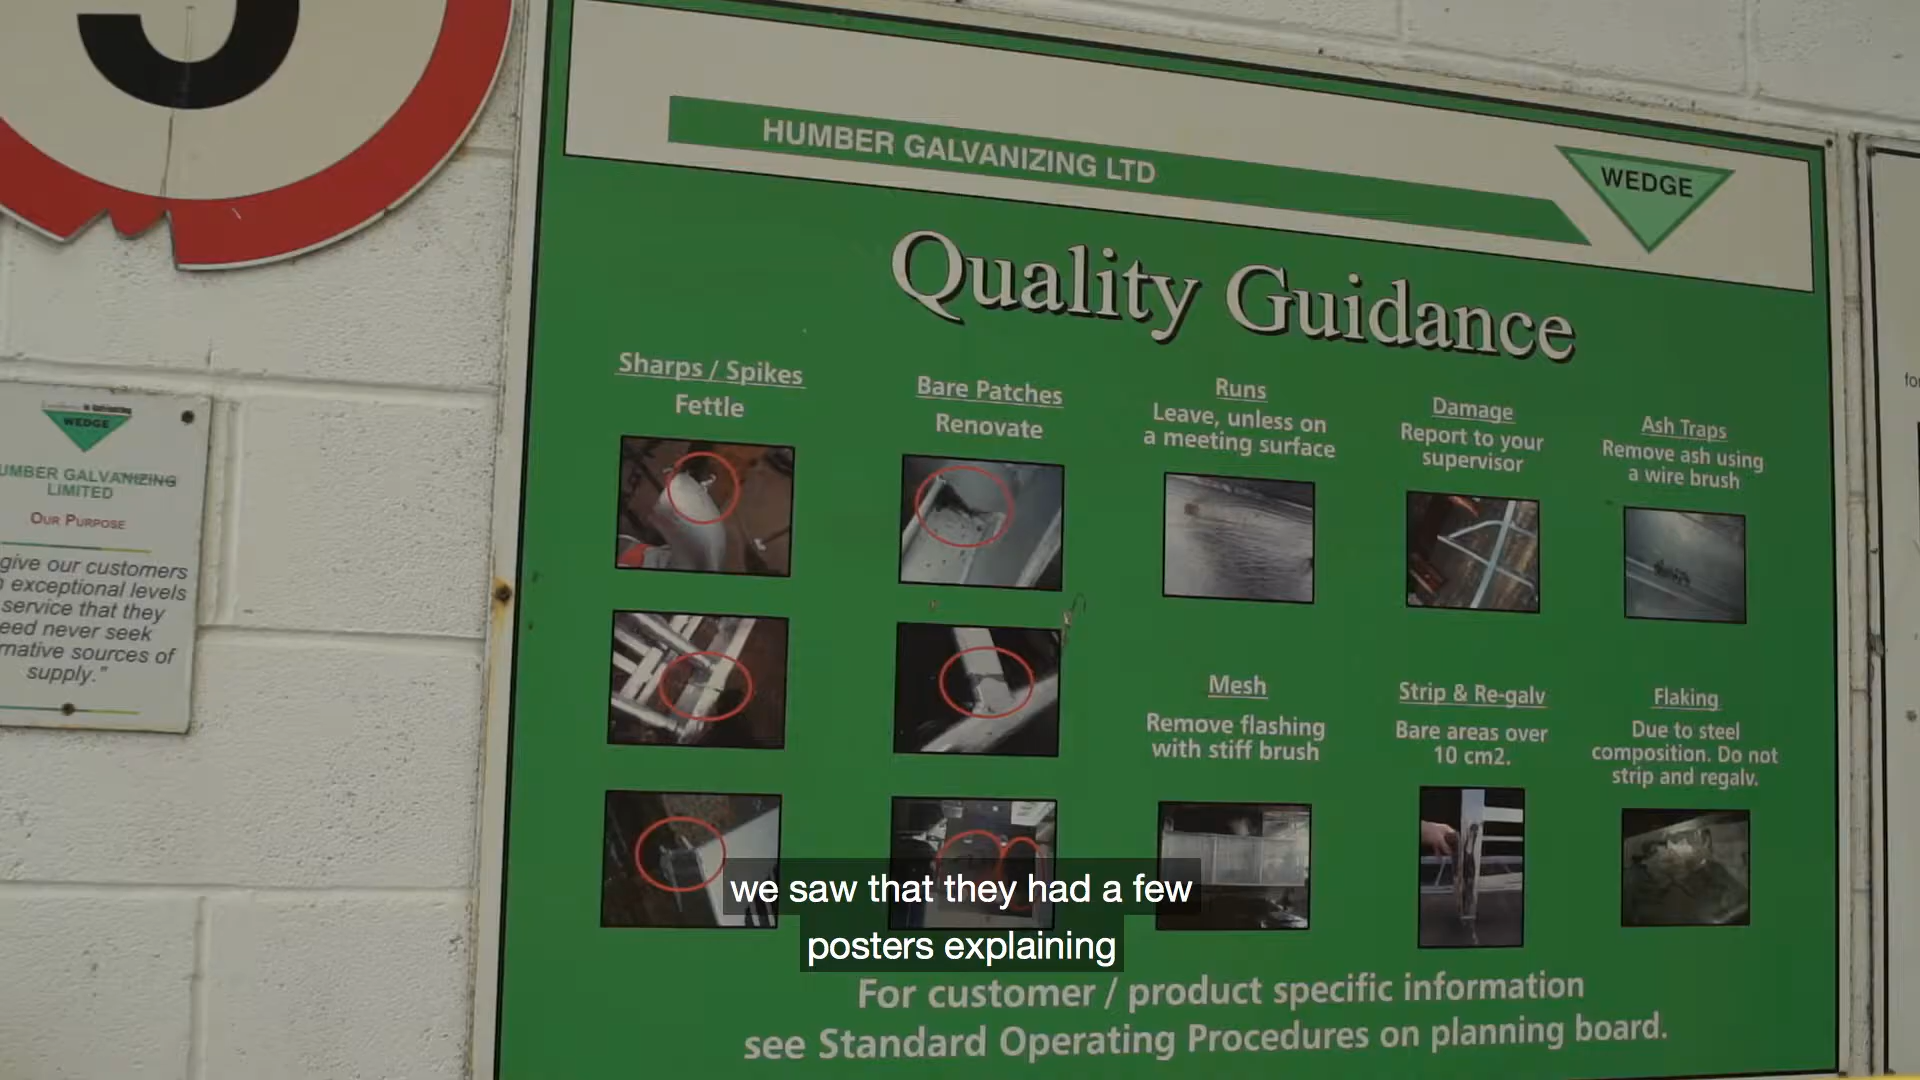 5
HUMBER GALVANIZING LTD
WEDGE
Quality Guidance
Sharps / Spikes
Fettle
Bare Patches
Renovate
Runs
Leave, unless on
a meeting surface
Damage
Report to your
supervisor
Ash Traps
Remove ash using
a wire brush
Mesh
Remove flashing
with stiff brush
Strip & Re-galv
Bare areas over
10 cm2.
Flaking
Due to steel
composition. Do not
strip and regalv.
For customer / product specific information
see Standard Operating Procedures on planning board.
WEDGE
UMBER GALVANIZING
LIMITED
OUR PURPOSE
give our customers
exceptional levels
service that they
eed never seek
rnative sources of
supply."
fo
we saw that they had a few
posters explaining